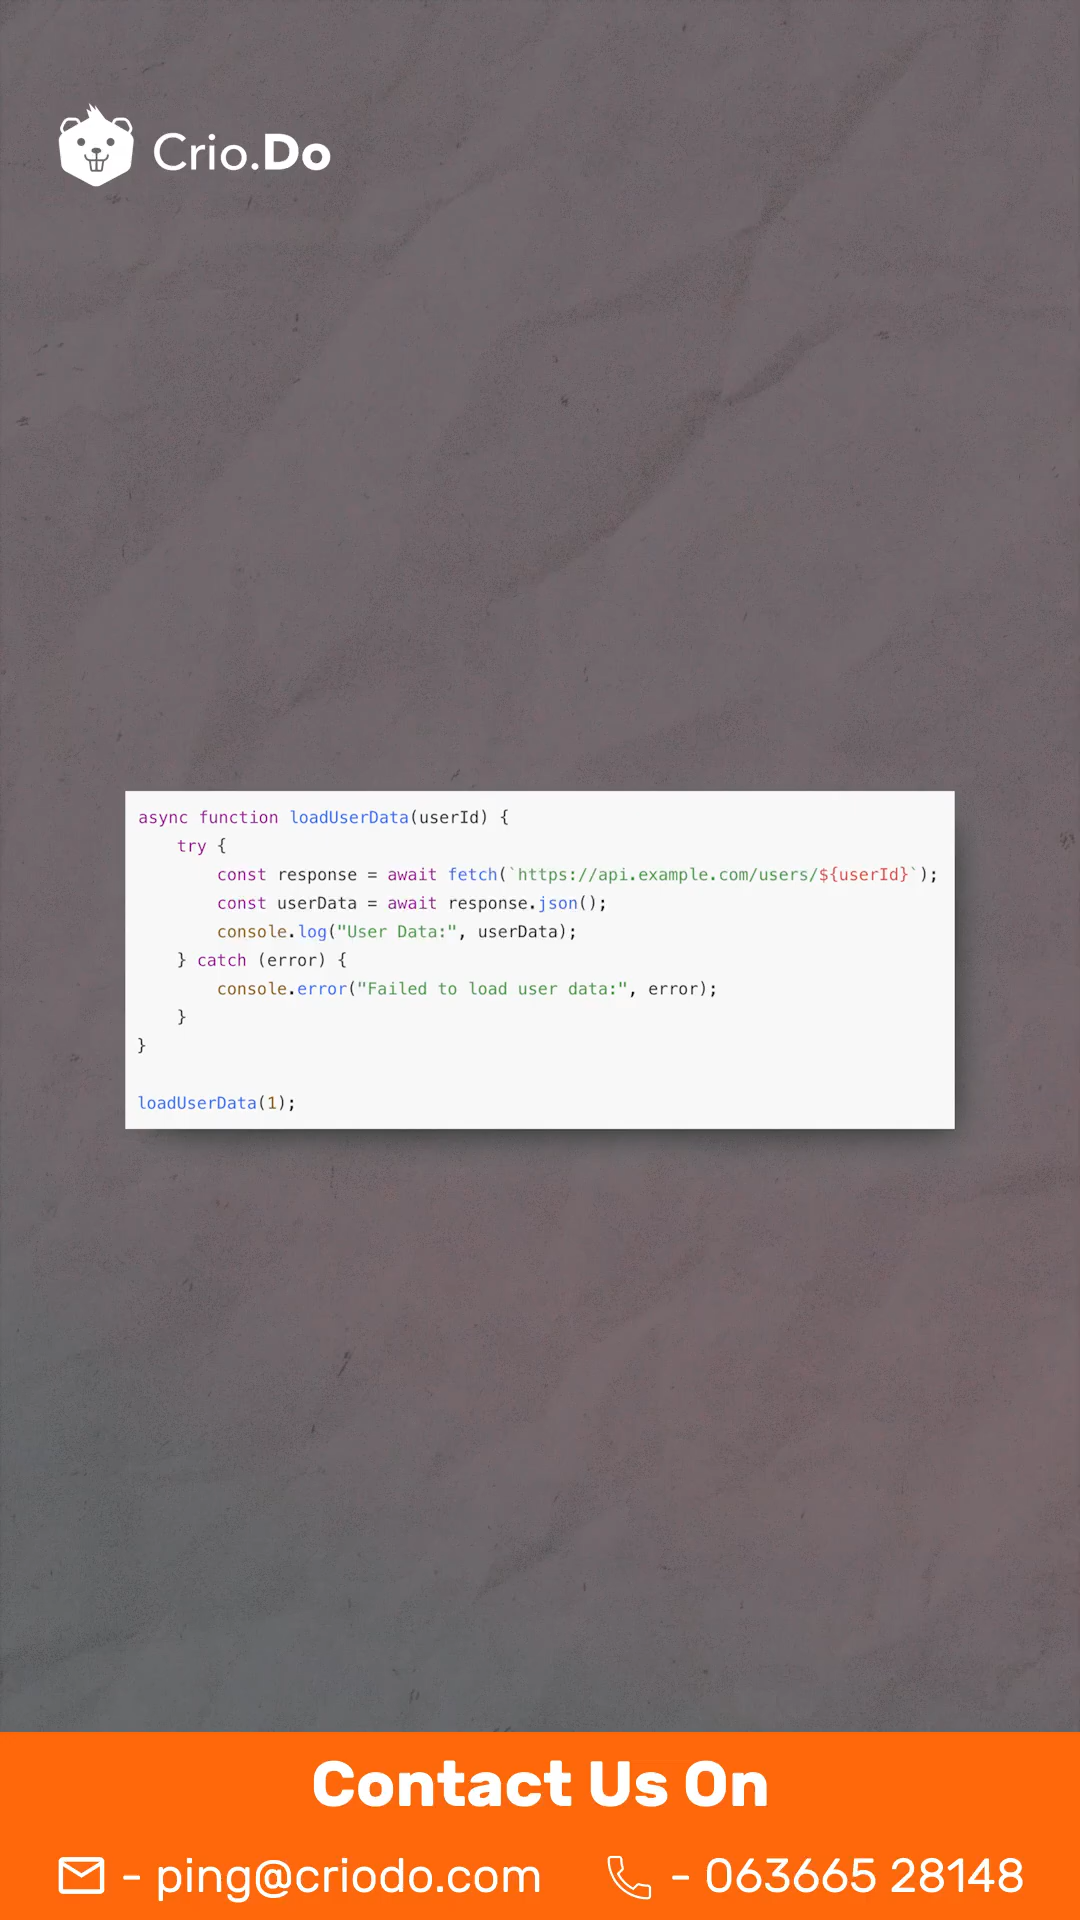 Crio.Do
async function loadUserData(userId) {
    try {
        const response = await fetch(`https://api.example.com/users/${userId}`);
        const userData = await response.json();
        console.log("User Data:", userData);
    } catch (error) {
        console.error("Failed to load user data:", error);
    }
}
loadUserData(1);
Contact Us On
- ping@criodo.com - 063665 28148